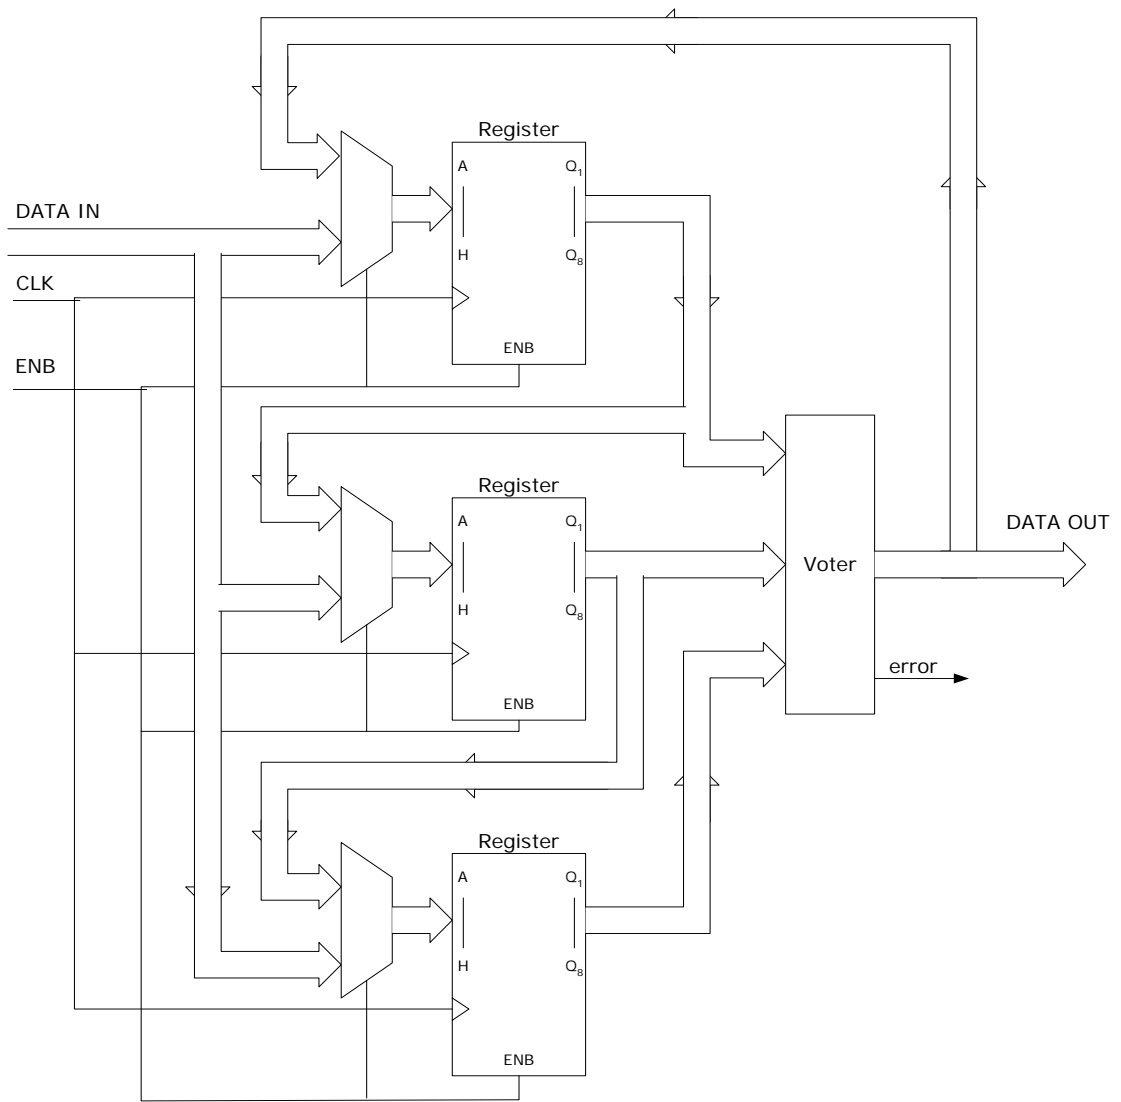 Register
A
Q1
DATA IN
H
Q8
CLK
ENB
ENB
Register
A
Q1
DATA OUT
Voter
H
Q8
error
ENB
Register
A
Q1
H
Q8
ENB